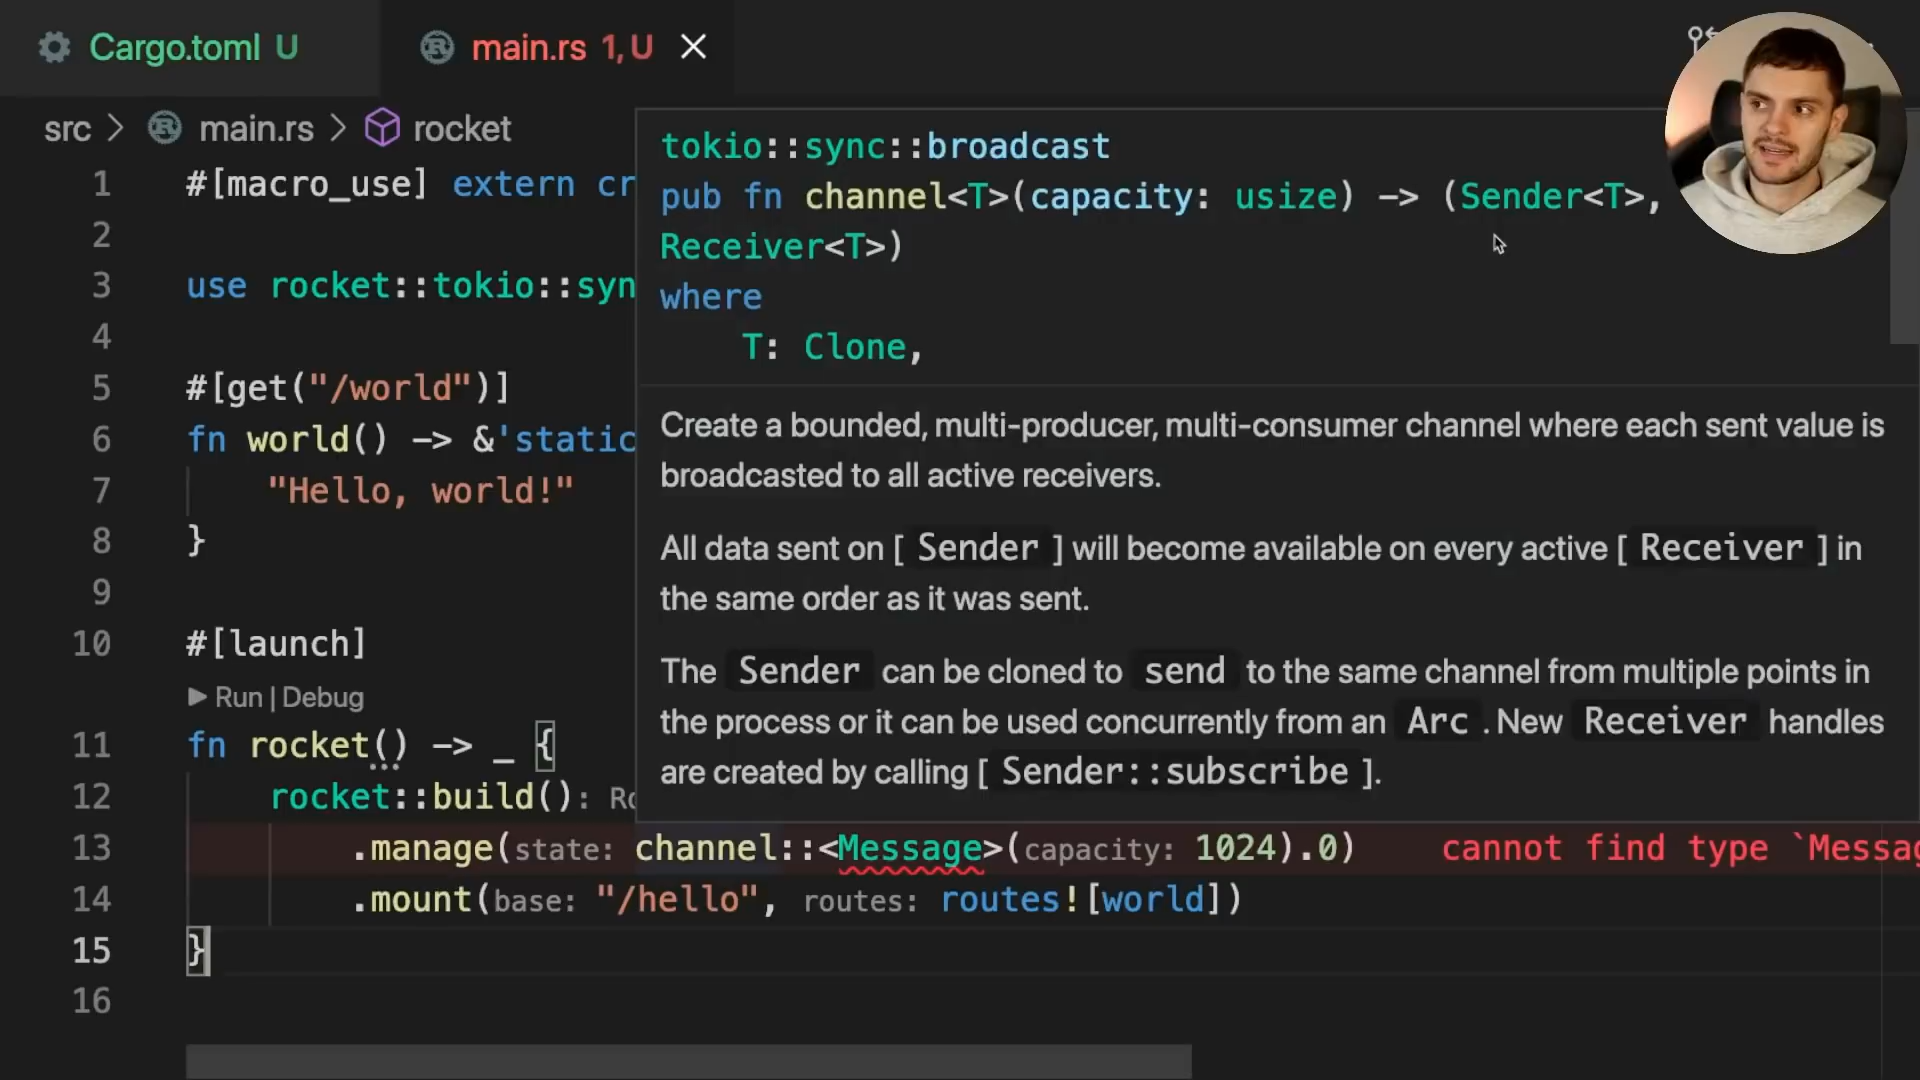 Cargo.toml U
main.rs 1, U
src > main.rs > rocket
tokio::sync::broadcast
pub fn channel<T>(capacity: usize) -> (Sender<T>,
Receiver<T>)
where
T: Clone,
Create a bounded, multi-producer, multi-consumer channel where each sent value is
broadcasted to all active receivers.
All data sent on [ Sender ] will become available on every active [ Receiver ] in
the same order as it was sent.
The Sender can be cloned to send to the same channel from multiple points in
the process or it can be used concurrently from an Arc . New Receiver handles
are created by calling [ Sender::subscribe ].
1 #[macro_use] extern cr
2
3 use rocket::tokio::syn
4
5 #[get("/world")]
6 fn world() -> &'static
7 "Hello, world!"
8 }
9
10 #[launch]
Run | Debug
11 fn rocket() -> _ {
12 rocket::build(): Ro
13 .manage(state: channel::<Message>(capacity: 1024).0) cannot find type `Messag
14 .mount(base: "/hello", routes: routes![world])
15 }
16